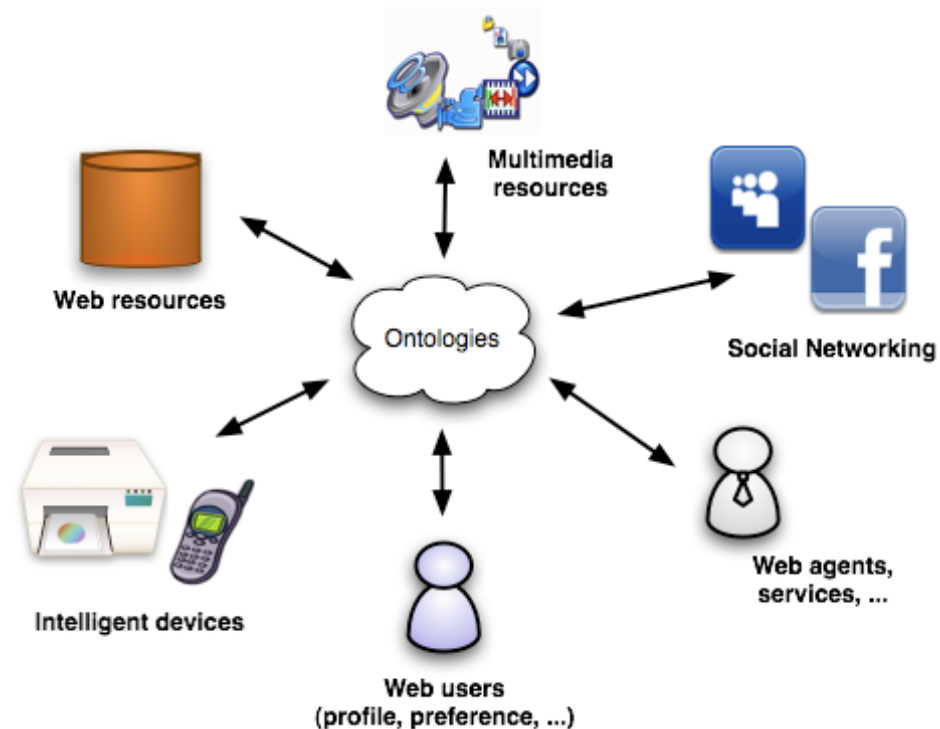 Multimedia
resources
Web resources
f
Ontologies
Social Networking
Intelligent devices
Web agents,
services, ...
Web users
(profile, preference, ...)